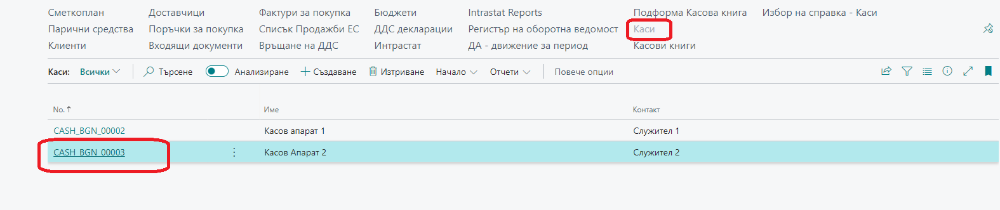 Сметкоплан Доставчици Фактури за покупка Бюджети Intrastat Reports Подформа Касова книга Избор на справка - Каси
Парични средства Поръчки за покупка Списък Продажби ЕС ДДС декларации Регистър на оборотна ведомост Каси
Клиенти Входящи документи Връщане на ДДС Интрастат ДА - движение за период Касови книги
Каси: Всички Търсене Анализиране Създаване Изтриване Начало Отчети Повече опции
No. ↑ Име Контакт
CASH_BGN_00002 Касов апарат 1 Служител 1
CASH_BGN_00003 Касов Апарат 2 Служител 2